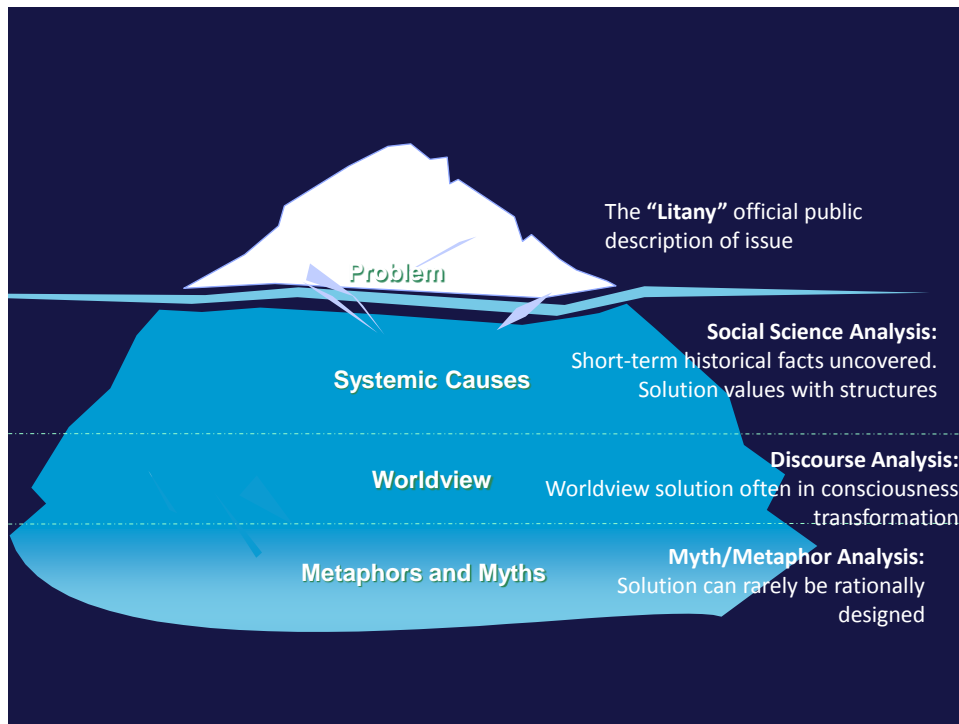 The “Litany” official public
description of issue
Problem
Social Science Analysis:
Short-term historical facts uncovered.
Solution values with structures
Systemic Causes
Discourse Analysis:
Worldview solution often in consciousness
transformation
Worldview
Myth/Metaphor Analysis:
Solution can rarely be rationally
designed
Metaphors and Myths